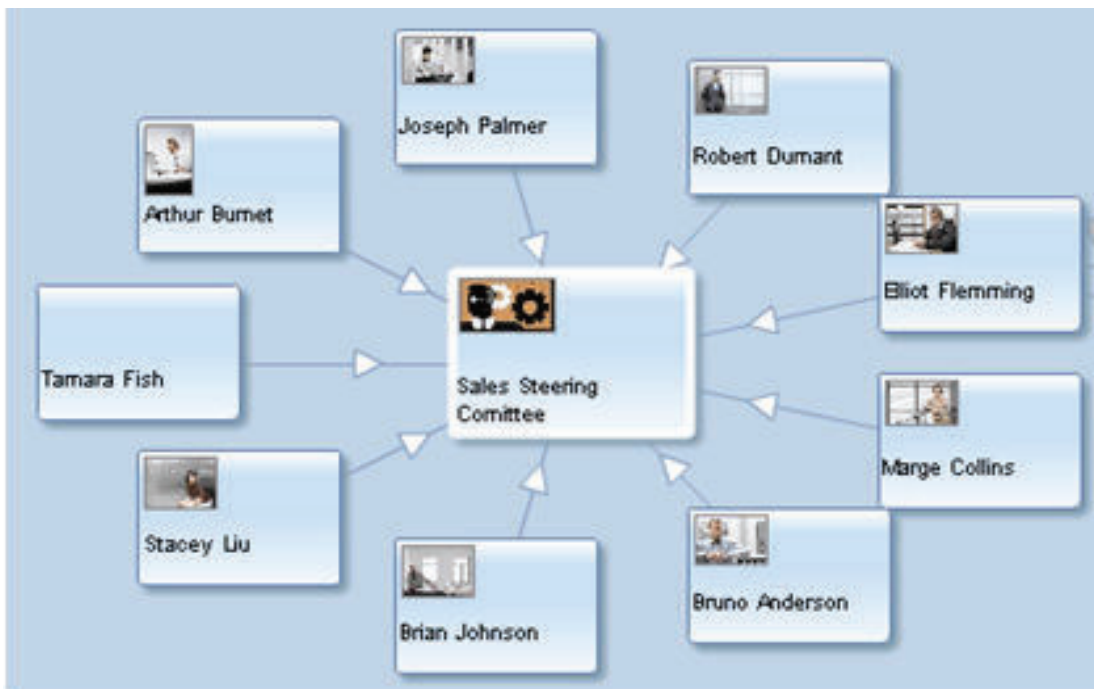 Joseph Palmer
Robert Dumant
Arthur Burnet
Elliot Flemming
Tamara Fish
Sales Steering
Comittee
Marge Collins
Stacey Liu
Bruno Anderson
Brian Johnson